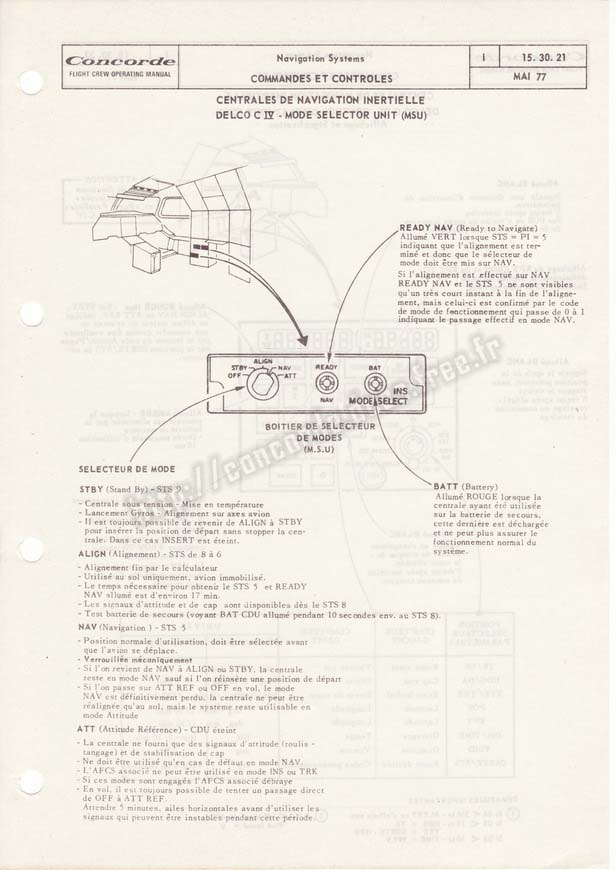 Concorde
FLIGHT CREW OPERATING MANUAL
Navigation Systems
COMMANDES ET CONTROLES
I
15. 30. 21
MAI 77
CENTRALES DE NAVIGATION INERTIELLE
DELCO C IV - MODE SELECTOR UNIT (MSU)
READY NAV (Ready to Navigate)
Allumé VERT lorsque STS = PI = 5
indiquant que l'alignement est ter-
miné et donc que le sélecteur de
mode doit être mis sur NAV.
Si l'alignement est effectué sur NAV
READY NAV et le STS 5 ne sont visibles
qu'un très court instant à la fin de l'aligne-
ment, mais celui-ci est confirmé par le code
de mode de fonctionnement qui passe de 0 à 1
indiquant le passage effectif en mode NAV.
ALIGN
STBY
NAV
OFF
ATT
READY
NAV
BAT
INS
MODE SELECT
BOITIER DE SELECTEUR
DE MODES
(M.S.U)
http://concorde free.fr
SELECTEUR DE MODE
STBY (Stand By) - STS 9
- Centrale sous tension - Mise en température
- Lancement Gyros - Alignement sur axes avion
- Il est toujours possible de revenir de ALIGN à STBY
pour insérer la position de départ sans stopper la cen-
trale. Dans ce cas INSERT est éteint.
BATT (Battery)
Allumé ROUGE lorsque la
centrale ayant été utilisée
sur la batterie de secours,
cette dernière est déchargée
et ne peut plus assurer le
fonctionnement normal du
système.
ALIGN (Alignement) - STS de 8 à 6
- Alignement fin par le calculateur
- Utilisé au sol uniquement, avion immobilisé.
- Le temps nécessaire pour obtenir le STS 5 et READY
NAV allumé est d'environ 17 min.
- Les signaux d'attitude et de cap sont disponibles dès le STS 8
- Test batterie de secours (voyant BAT CDU allumé pendant 10 secondes env. au STS 8).
NAV (Navigation ) - STS 5
- Position normale d'utilisation, doit être sélectée avant
que l'avion se déplace.
- Verrouillée mécaniquement
- Si l'on revient de NAV à ALIGN ou STBY, la centrale
reste en mode NAV sauf si l'on réinsère une position de départ
- Si l'on passe sur ATT REF ou OFF en vol, le mode
NAV est définitivement perdu, la centrale ne peut être
réalignée qu'au sol, mais le système reste utilisable en
mode Attitude
ATT (Attitude Référence) - CDU éteint
- La centrale ne fourni que des signaux d'attitude (roulis -
tangage) et de stabilisation de cap
- Ne doit être utilisé qu'en cas de défaut en mode NAV.
- L'AFCS associé ne peut être utilisé en mode INS ou TRK
- Si ces modes sont engagés l'AFCS associé débraye
- En vol, il est toujours possible de tenter un passage direct
de OFF à ATT REF.
Attendre 5 minutes, ailes horizontales avant d'utiliser les
signaux qui peuvent être instables pendant cette période